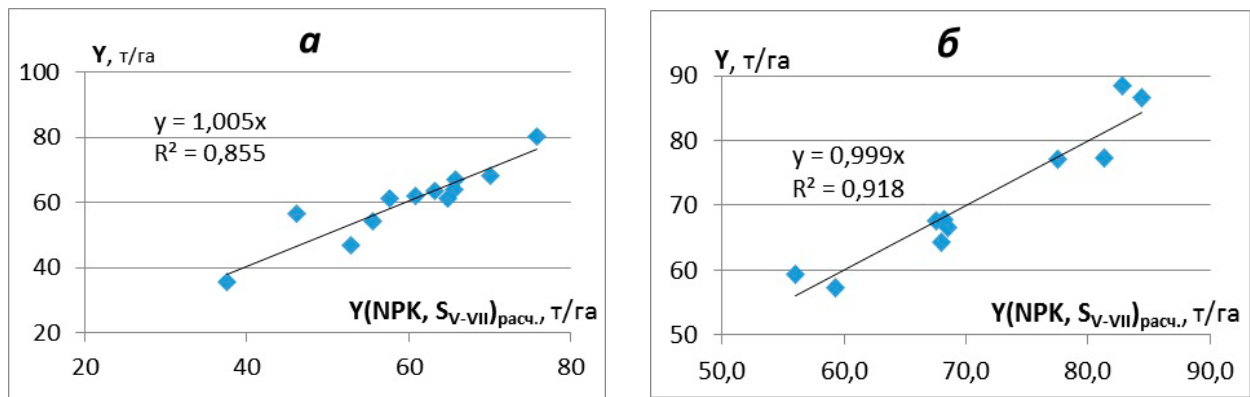 а
Y, т/га
100
80
60
40
20
y = 1,005x
R² = 0,855
Y(NPK, SV-VII)расч., т/га
20
40
60
80
б
Y, т/га
90
80
70
60
50
y = 0,999x
R² = 0,918
Y(NPK, SV-VII)расч., т/га
50,0
60,0
70,0
80,0
90,0